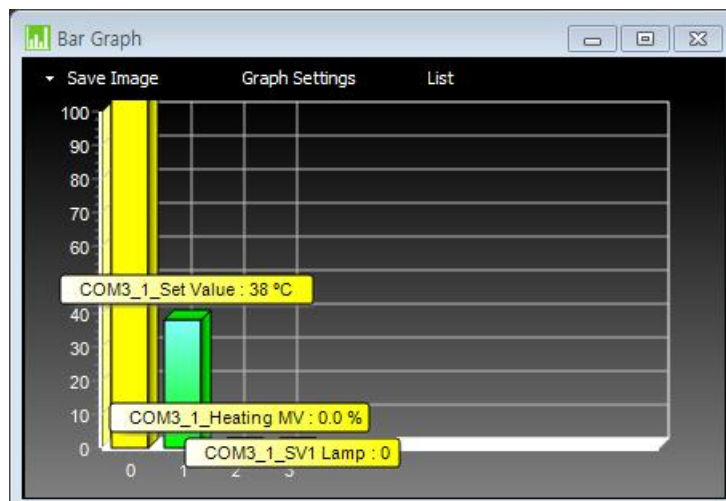 Bar Graph
Save Image Graph Settings List
100
90
80
70
60
COM3_1_Set Value : 38 ºC
40
30
20
10
COM3_1_Heating MV : 0.0 %
0
COM3_1_SV1 Lamp : 0
0 1 2 3